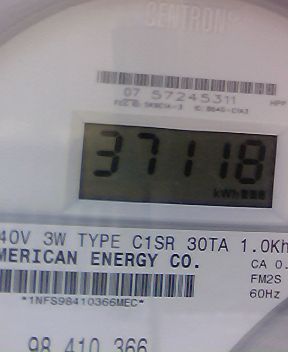 CENTRON®
07 57245311
37118
kWh
40V 3W TYPE C1SR 30TA 1.0Kh
MERICAN ENERGY CO.
CA 0.
FM2S
60Hz
*1NFS98410366MEC*
98 410 366